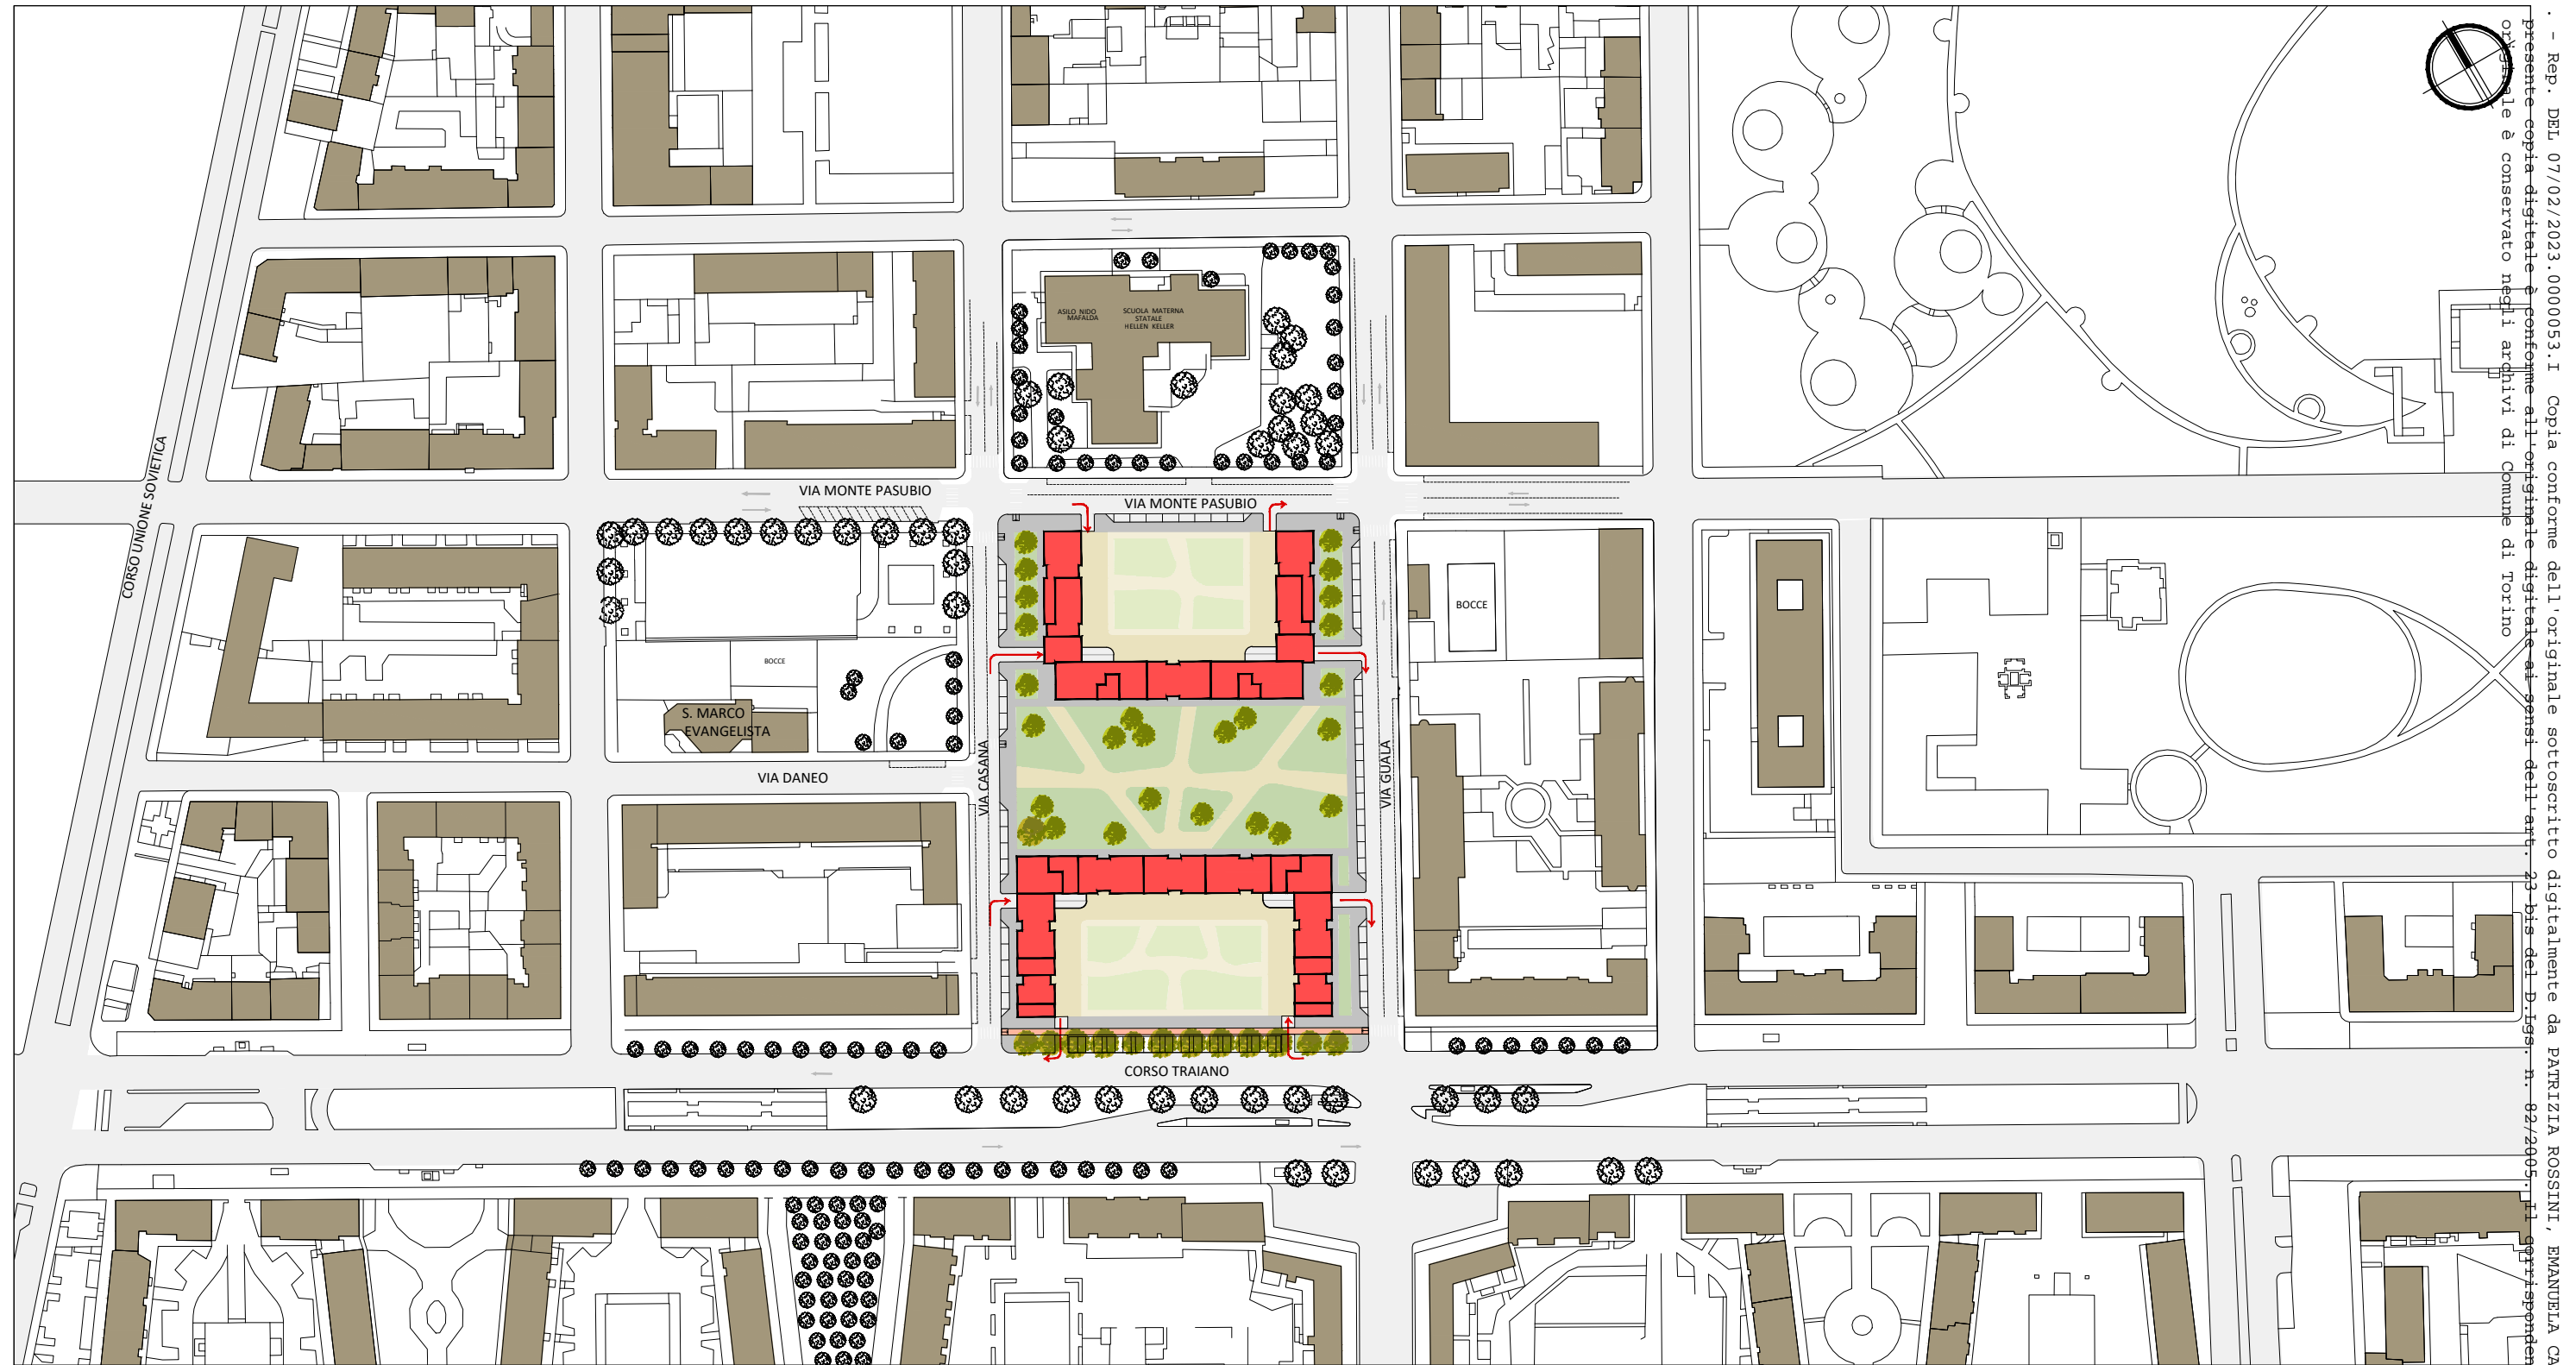 ASILO NIDO
MAFALDA
SCUOLA MATERNA
STATALE
HELLEN KELLER
CORSO UNIONE SOVIETICA
VIA MONTE PASUBIO
VIA MONTE PASUBIO
BOCCE
BOCCE
S. MARCO
EVANGELISTA
VIA DANEO
VIA CASANA
VIA GUALA
CORSO TRAIANO
. - Rep. DEL 07/02/2023.0000053.I Copia conforme dell'originale sottoscritto digitalmente da PATRIZIA ROSSINI, EMANUELA CA
presente copia digitale è conforme all'originale digitale ai sensi dell'art. 23-bis del D.Lgs. n. 82/2005. Il corrisponden
originale è conservato negli archivi di Comune di Torino